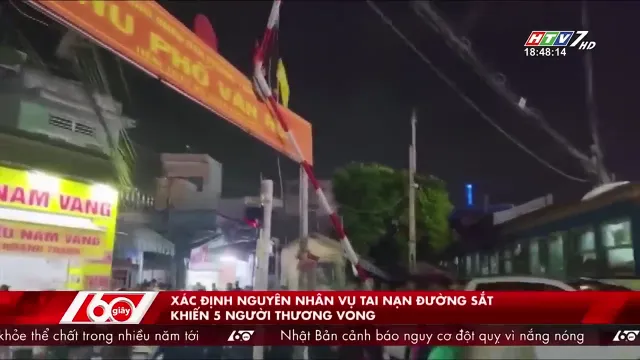 HTV7 HD
18:48:14
KHU PHỐ VĂN
NAM VANG
NAM VANG
60 giây
XÁC ĐỊNH NGUYÊN NHÂN VỤ TAI NẠN ĐƯỜNG SẮT
KHIẾN 5 NGƯỜI THƯƠNG VONG
khỏe thể chất trong nhiều năm tới 60 Nhật Bản cảnh báo nguy cơ đột quỵ vì nắng nóng 60